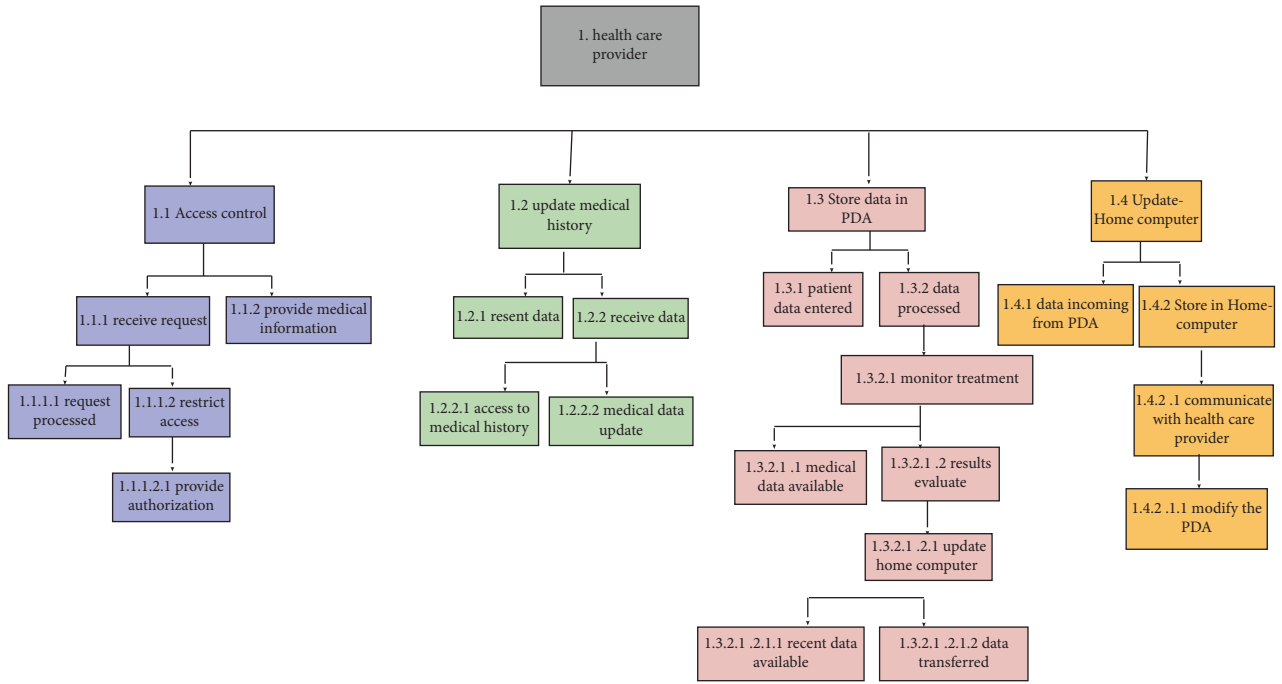 1. health care
provider
1.1 Access control
1.2 update medical
history
1.3 Store data in
PDA
1.4 Update-
Home computer
1.1.1 receive request
1.1.2 provide medical
information
1.2.1 resent data
1.2.2 receive data
1.3.1 patient
data entered
1.3.2 data
processed
1.4.1 data incoming
from PDA
1.4.2 Store in Home-
computer
1.1.1.1 request
processed
1.1.1.2 restrict
access
1.2.2.1 access to
medical history
1.2.2.2 medical data
update
1.3.2.1 monitor treatment
1.4.2 .1 communicate
with health care
provider
1.1.1.2.1 provide
authorization
1.3.2.1 .1 medical
data available
1.3.2.1 .2 results
evaluate
1.4.2 .1.1 modify the
PDA
1.3.2.1 .2.1 update
home computer
1.3.2.1 .2.1.1 recent data
available
1.3.2.1 .2.1.2 data
transferred